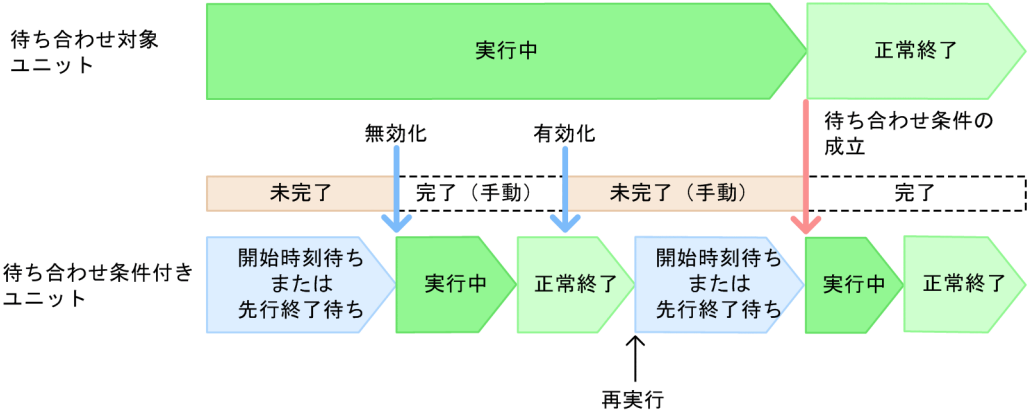 待ち合わせ対象
ユニット
実行中
正常終了
無効化
有効化
待ち合わせ条件の
成立
未完了
完了（手動）
未完了（手動）
完了
待ち合わせ条件付き
ユニット
開始時刻待ち
または
先行終了待ち
実行中
正常終了
開始時刻待ち
または
先行終了待ち
実行中
正常終了
再実行